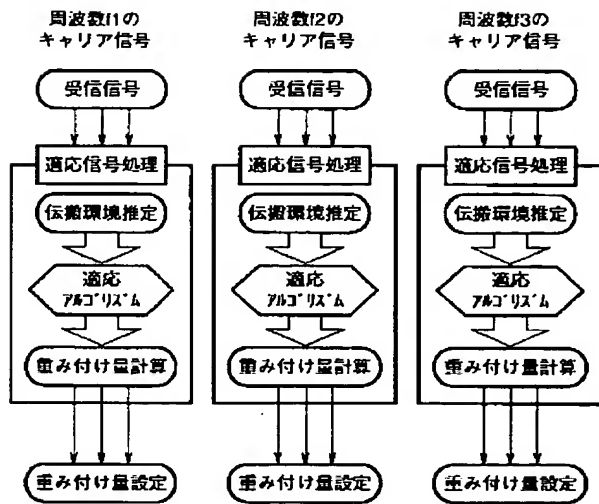 周波数f1の
キャリア信号
受信信号
適応信号処理
伝搬環境推定
適応
アルゴリズム
重み付け量計算
重み付け量設定
周波数f2の
キャリア信号
受信信号
適応信号処理
伝搬環境推定
適応
アルゴリズム
重み付け量計算
重み付け量設定
周波数f3の
キャリア信号
受信信号
適応信号処理
伝搬環境推定
適応
アルゴリズム
重み付け量計算
重み付け量設定